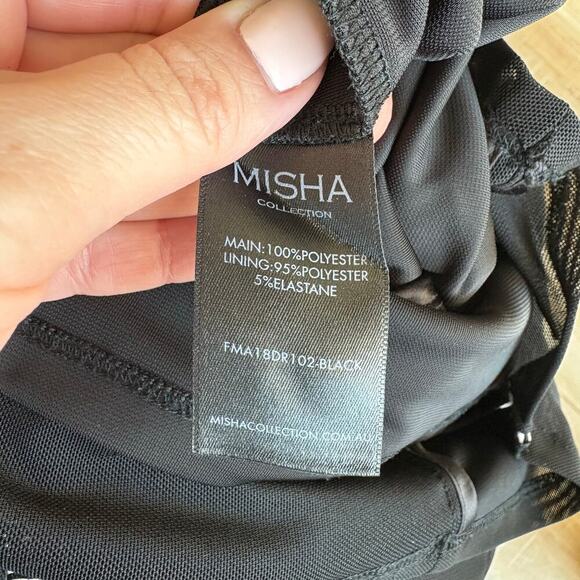 MISHA
COLLECTION
MAIN:100%POLYESTER
LINING:95%POLYESTER
5%ELASTANE
FMA18DR102-BLACK
MISHACOLLECTION.COM.AU